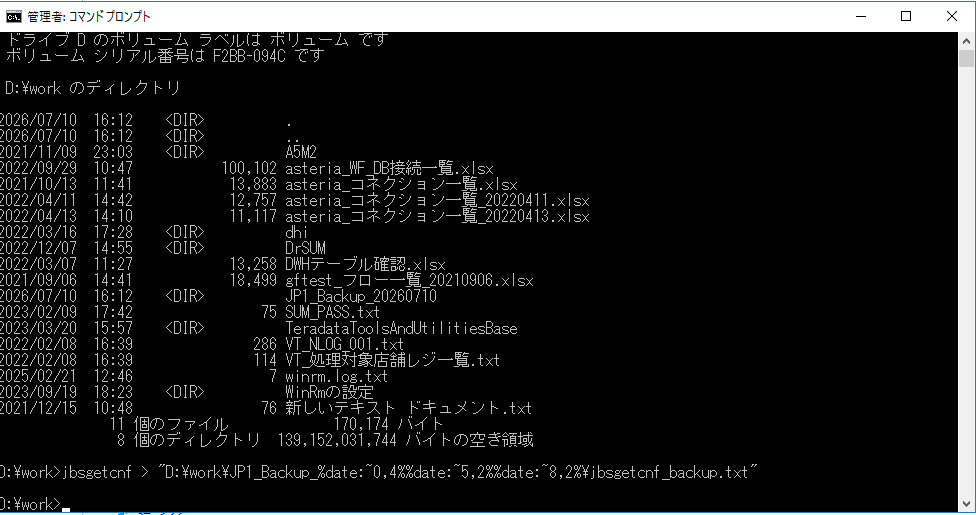 管理者: コマンド プロンプト
ドライブ D のボリューム ラベルは ボリューム です
ボリューム シリアル番号は F2BB-094C です
D:¥work のディレクトリ
2026/07/10  16:12    <DIR>          .
2026/07/10  16:12    <DIR>          ..
2021/11/09  23:03    <DIR>          A5M2
2022/09/29  10:47           100,102 asteria_WF_DB接続一覧.xlsx
2021/10/13  11:41            13,883 asteria_コネクション一覧.xlsx
2022/04/11  14:42            12,757 asteria_コネクション一覧_20220411.xlsx
2022/04/13  14:10            11,117 asteria_コネクション一覧_20220413.xlsx
2022/03/16  17:28    <DIR>          dhi
2022/12/07  14:55    <DIR>          DrSUM
2022/03/07  11:27            13,258 DWHテーブル確認.xlsx
2021/09/06  14:41            18,499 gftest_フロー一覧_20210906.xlsx
2026/07/10  16:12    <DIR>          JP1_Backup_20260710
2023/02/09  17:42                75 SUM_PASS.txt
2023/03/20  15:57    <DIR>          TeradataToolsAndUtilitiesBase
2022/02/08  16:39               286 VT_NLOG_001.txt
2022/02/08  16:39               114 VT_処理対象店舗レジ一覧.txt
2025/02/21  12:46                 7 winrm.log.txt
2023/09/19  18:23    <DIR>          WinRmの設定
2021/12/15  10:48                76 新しいテキスト ドキュメント.txt
11 個のファイル             170,174 バイト
8 個のディレクトリ  139,152,031,744 バイトの空き領域
D:¥work>jbsgetcnf > "D:¥work¥JP1_Backup_%date:~0,4%%date:~5,2%%date:~8,2%¥jbsgetcnf_backup.txt"
D:¥work>